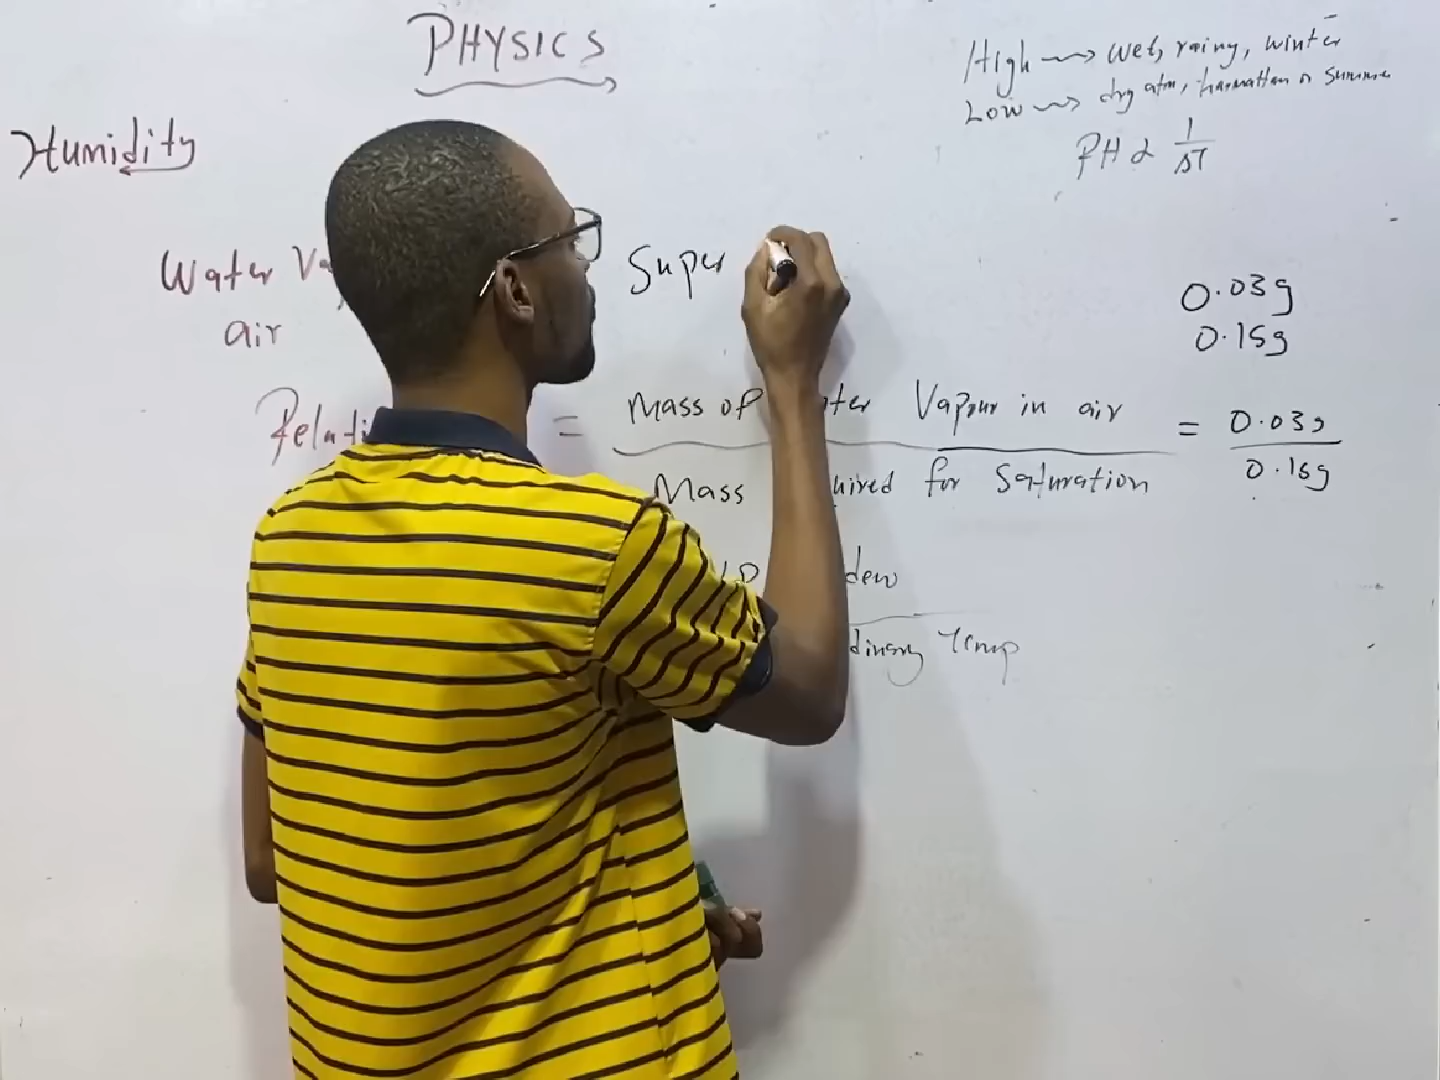 PHYSICS
High → wet, rainy, winter
Low → dry atm, harmattan or summer
RH α 1/ΔT
Humidity
Water Va
air
Super
0.03g
0.15g
Relati = Mass of ter Vapour in air = 0.03g
Mass uired for Saturation 0.15g
dew
dinary Temp